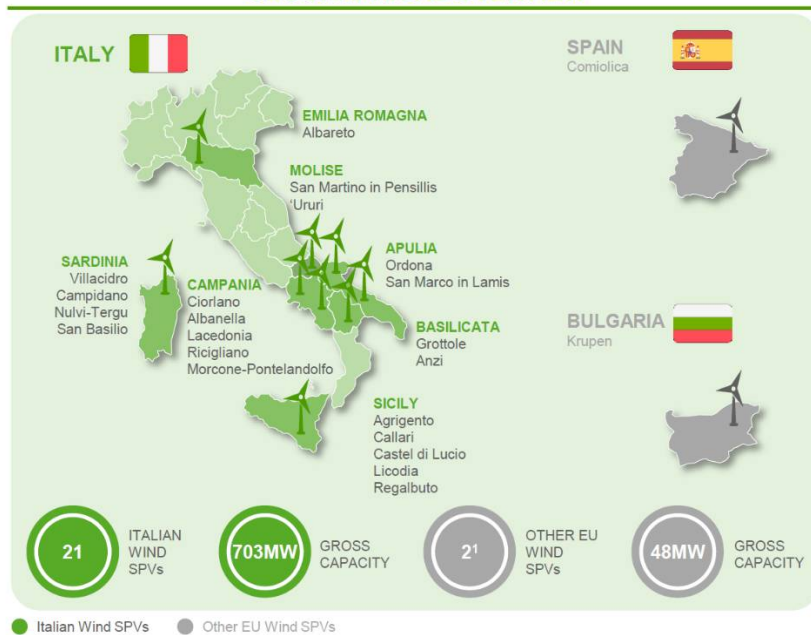 ITALY
EMILIA ROMAGNA
Albareto
MOLISE
San Martino in Pensillis
‘Ururi
SARDINIA
Villacidro
Campidano
Nulvi-Tergu
San Basilio
CAMPANIA
Ciorlano
Albanella
Lacedonia
Ricigliano
Morcone-Pontelandolfo
APULIA
Ordona
San Marco in Lamis
BASILICATA
Grottole
Anzi
SICILY
Agrigento
Callari
Castel di Lucio
Licodia
Regalbuto
SPAIN
Comiolica
BULGARIA
Krupen
21
ITALIAN
WIND
SPVs
703MW
GROSS
CAPACITY
2¹
OTHER EU
WIND
SPVs
48MW
GROSS
CAPACITY
Italian Wind SPVs
Other EU Wind SPVs